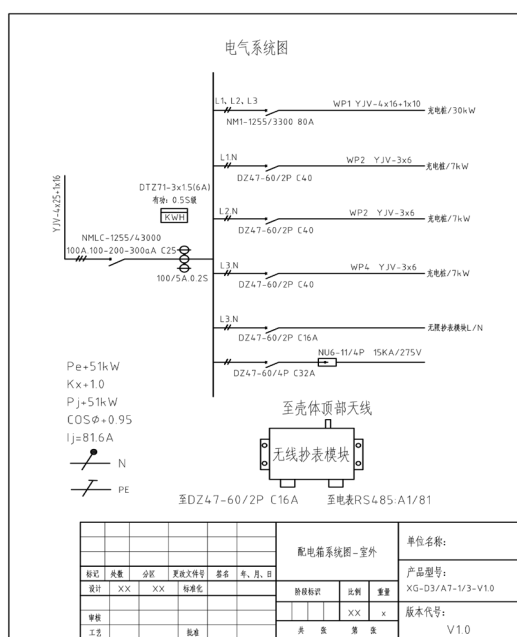 电气系统图
L1, L2, L3
WP1 YJV-4x16+1x10
充电桩/30kW
NM1-125S/3300 80A
L1.N
WP2 YJV-3x6
充电桩/7kW
DZ47-60/2P C40
DTZ71-3x1.5(6A)
有功: 0.5S级
KWH
L2.N
WP2 YJV-3x6
充电桩/7kW
DZ47-60/2P C40
YJV-4x25+1x16
NMLC-125S/43000
100A.100-200-300aA C25
100/5A.0.2S
L3.N
WP4 YJV-3x6
充电桩/7kW
DZ47-60/2P C40
L3.N
无限抄表模块L/N
DZ47-60/2P C16A
NU6-11/4P 15KA/275V
DZ47-60/4P C32A
Pe+51kW
Kx+1.0
Pj+51kW
COSφ+0.95
Ij=81.6A
N
PE
至壳体顶部天线
无线抄表模块
至DZ47-60/2P C16A
至电表RS485:A1/81
配电箱系统图-室外
单位名称:
产品型号:
XG-D3/A7-1/3-V1.0
版本代号:
V1.0
标记 处数 分区 更改文件号 签名 年、月、日
设计 XX XX 标准化
阶段标识 比例 重量
XX x
审核
工艺 批准
共 张 第 张